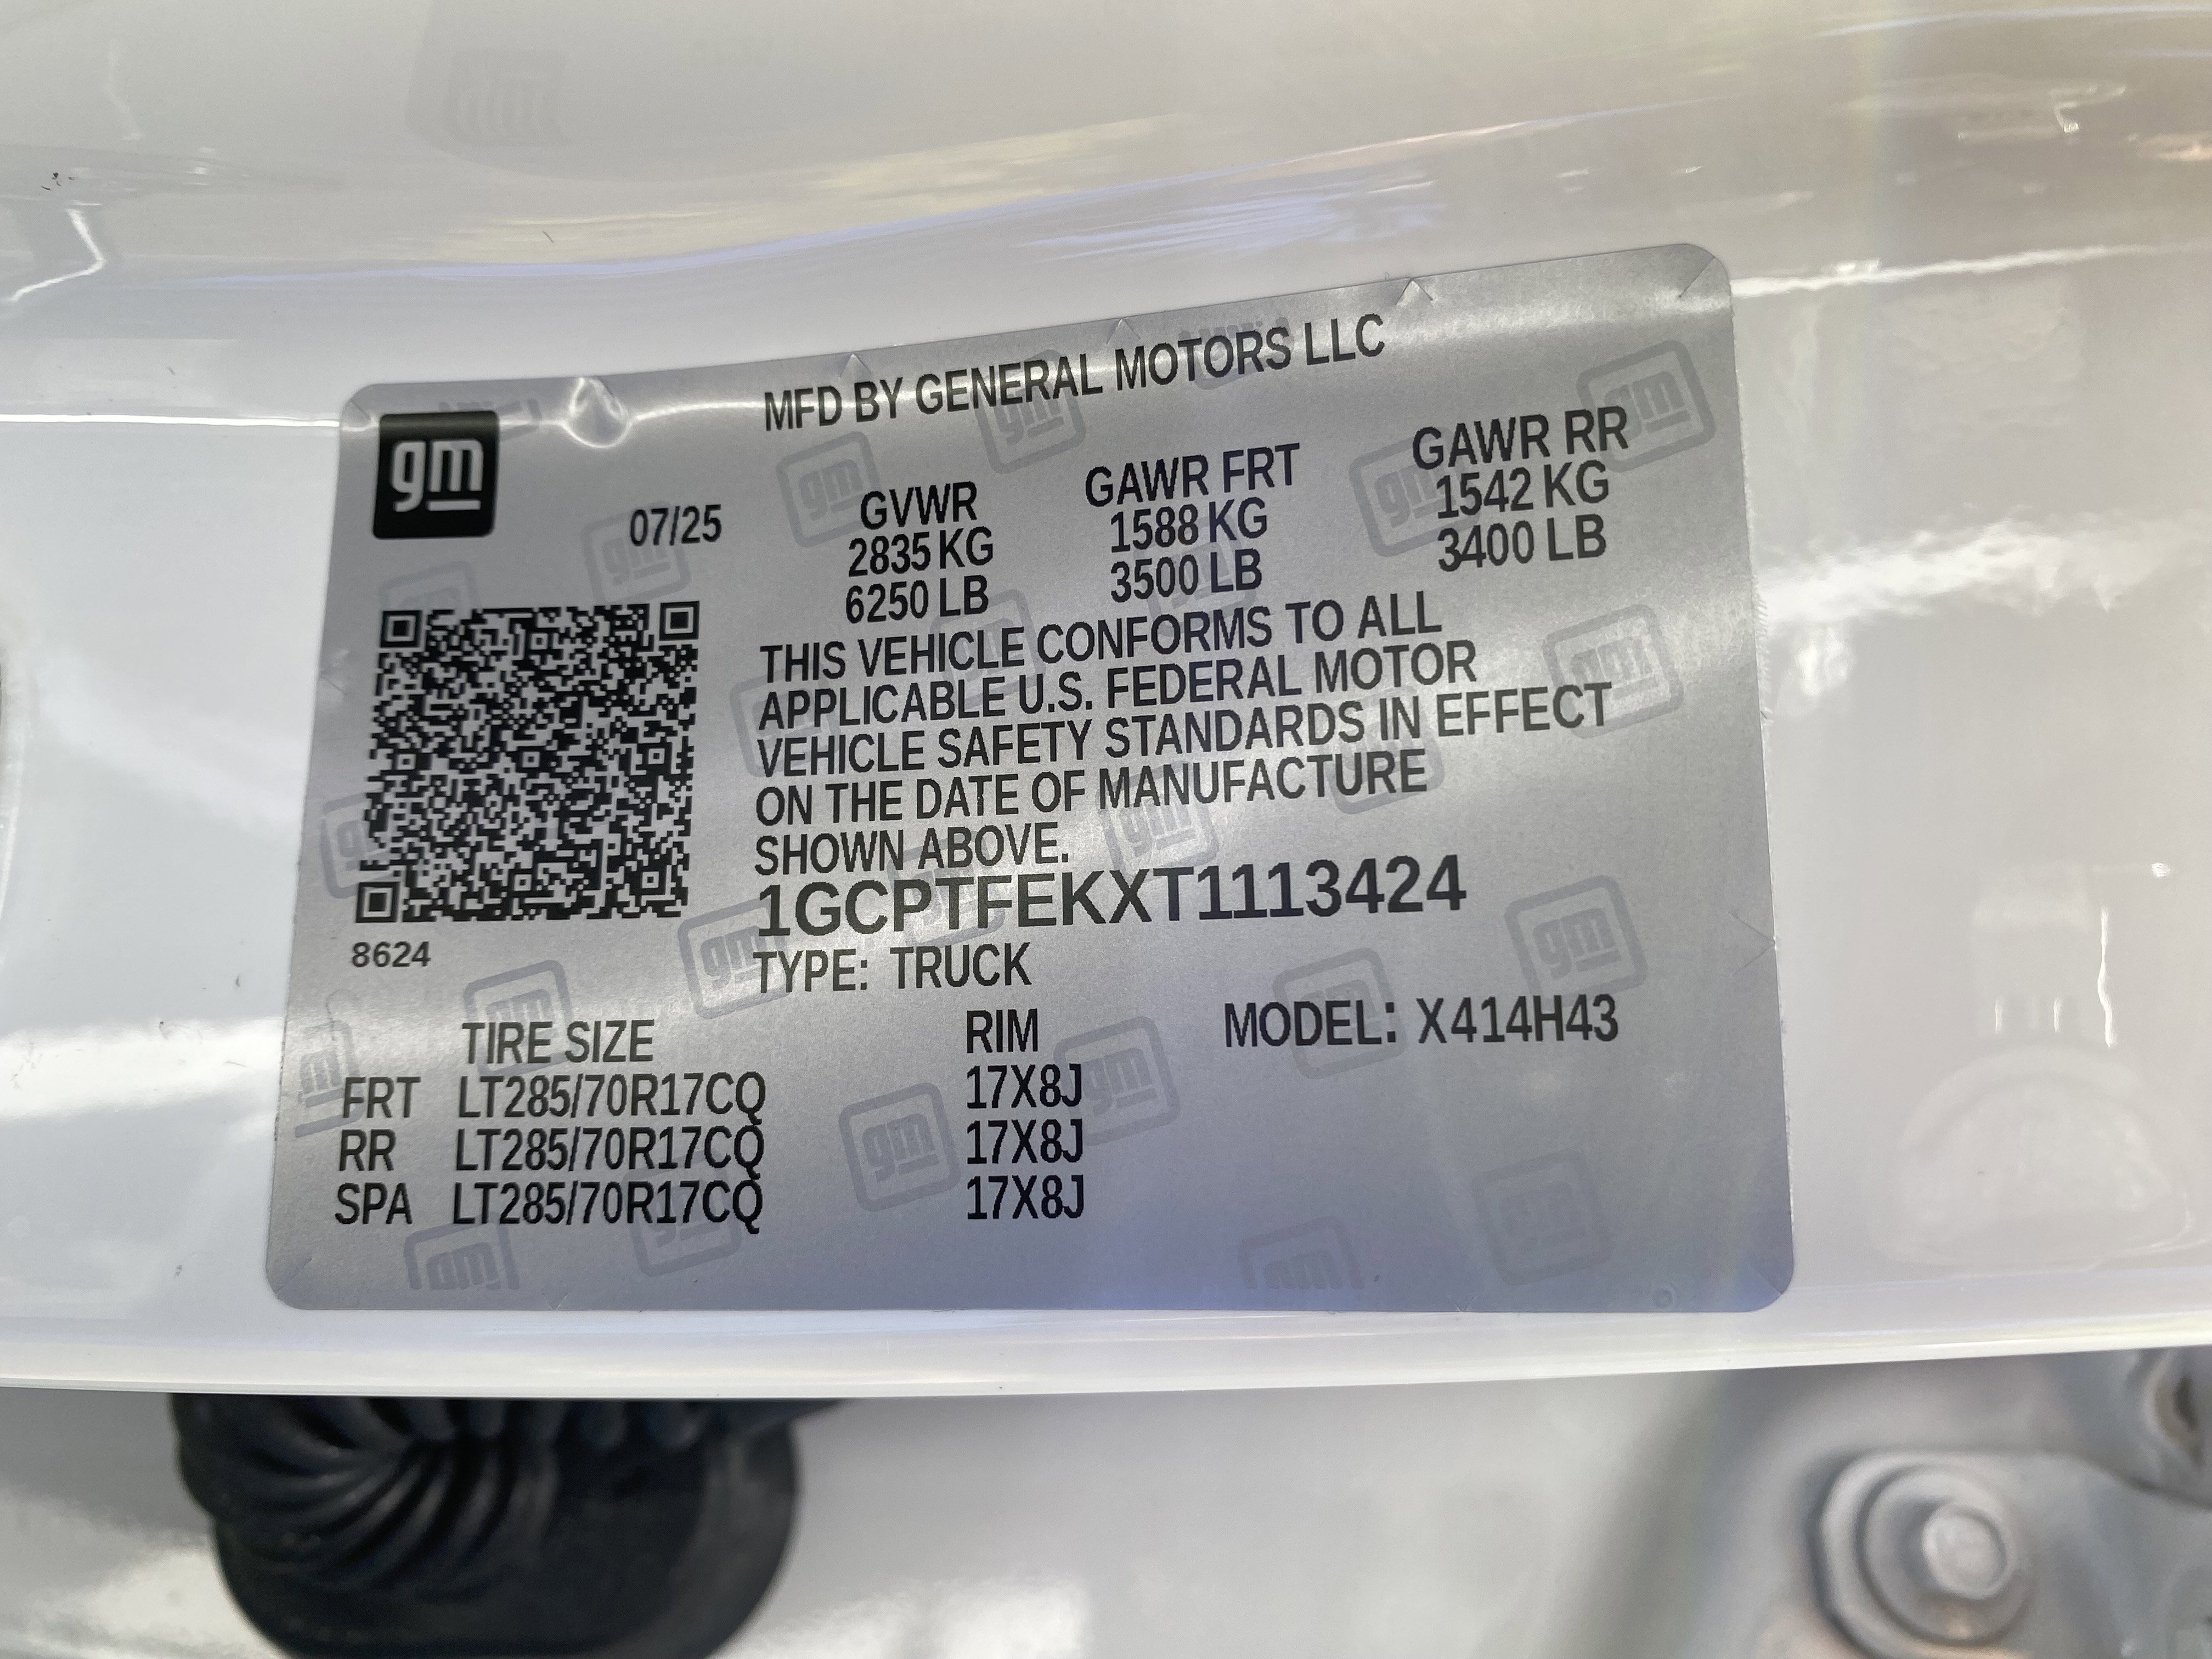 gm
MFD BY GENERAL MOTORS LLC
07/25
GVWR GAWR FRT GAWR RR
2835 KG 1588 KG 1542 KG
6250 LB 3500 LB 3400 LB
THIS VEHICLE CONFORMS TO ALL
APPLICABLE U.S. FEDERAL MOTOR
VEHICLE SAFETY STANDARDS IN EFFECT
ON THE DATE OF MANUFACTURE
SHOWN ABOVE.
1GCPTFEKXT1113424
8624
TYPE: TRUCK
TIRE SIZE RIM MODEL: X414H43
FRT LT285/70R17CQ 17X8J
RR LT285/70R17CQ 17X8J
SPA LT285/70R17CQ 17X8J